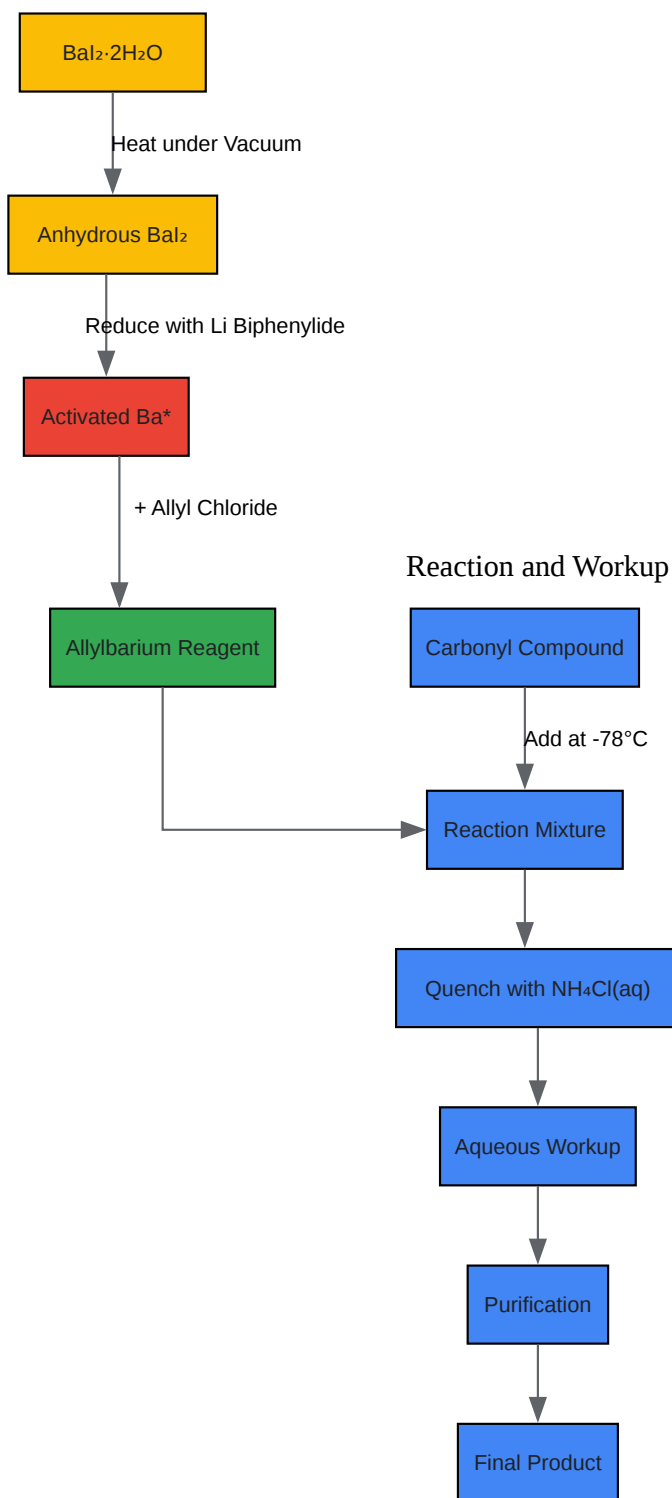 BaI₂·2H₂O
Heat under Vacuum
Anhydrous BaI₂
Reduce with Li Biphenylide
Activated Ba*
+ Allyl Chloride
Reaction and Workup
Allylbarium Reagent
Carbonyl Compound
Add at -78°C
Reaction Mixture
Quench with NH₄Cl(aq)
Aqueous Workup
Purification
Final Product